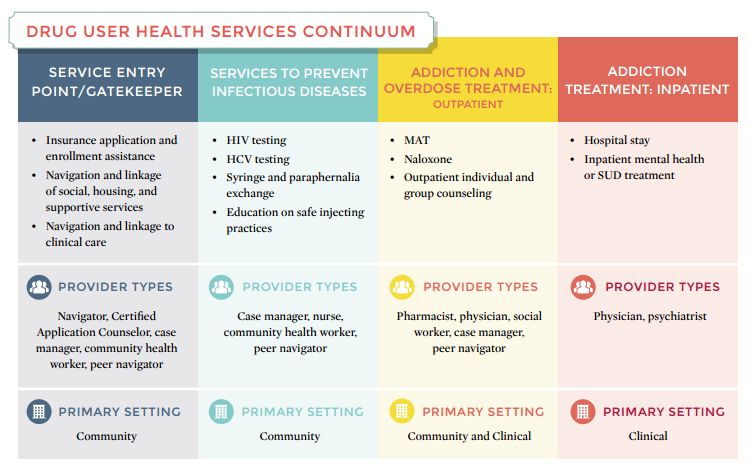 DRUG USER HEALTH SERVICES CONTINUUM
SERVICE ENTRY
POINT/GATEKEEPER
• Insurance application and
enrollment assistance
• Navigation and linkage
of social, housing, and
supportive services
• Navigation and linkage to
clinical care
PROVIDER TYPES
Navigator, Certified
Application Counselor, case
manager, community health
worker, peer navigator
PRIMARY SETTING
Community
SERVICES TO PREVENT
INFECTIOUS DISEASES
• HIV testing
• HCV testing
• Syringe and paraphernalia
exchange
• Education on safe injecting
practices
PROVIDER TYPES
Case manager, nurse,
community health worker,
peer navigator
PRIMARY SETTING
Community
ADDICTION AND
OVERDOSE TREATMENT:
OUTPATIENT
• MAT
• Naloxone
• Outpatient individual and
group counseling
PROVIDER TYPES
Pharmacist, physician, social
worker, case manager,
peer navigator
PRIMARY SETTING
Community and Clinical
ADDICTION
TREATMENT: INPATIENT
• Hospital stay
• Inpatient mental health
or SUD treatment
PROVIDER TYPES
Physician, psychiatrist
PRIMARY SETTING
Clinical